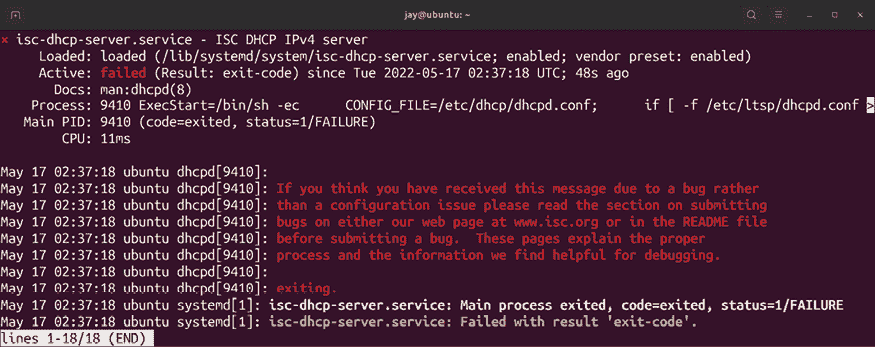 jay@ubuntu: ~
× isc-dhcp-server.service - ISC DHCP IPv4 server
Loaded: loaded (/lib/systemd/system/isc-dhcp-server.service; enabled; vendor preset: enabled)
Active: failed (Result: exit-code) since Tue 2022-05-17 02:37:18 UTC; 48s ago
Docs: man:dhcpd(8)
Process: 9410 ExecStart=/bin/sh -ec CONFIG_FILE=/etc/dhcp/dhcpd.conf; if [ -f /etc/ltsp/dhcpd.conf >
Main PID: 9410 (code=exited, status=1/FAILURE)
CPU: 11ms
May 17 02:37:18 ubuntu dhcpd[9410]:
May 17 02:37:18 ubuntu dhcpd[9410]: If you think you have received this message due to a bug rather
May 17 02:37:18 ubuntu dhcpd[9410]: than a configuration issue please read the section on submitting
May 17 02:37:18 ubuntu dhcpd[9410]: bugs on either our web page at www.isc.org or in the README file
May 17 02:37:18 ubuntu dhcpd[9410]: before submitting a bug.  These pages explain the proper
May 17 02:37:18 ubuntu dhcpd[9410]: process and the information we find helpful for debugging.
May 17 02:37:18 ubuntu dhcpd[9410]:
May 17 02:37:18 ubuntu dhcpd[9410]: exiting.
May 17 02:37:18 ubuntu systemd[1]: isc-dhcp-server.service: Main process exited, code=exited, status=1/FAILURE
May 17 02:37:18 ubuntu systemd[1]: isc-dhcp-server.service: Failed with result 'exit-code'.
lines 1-18/18 (END)